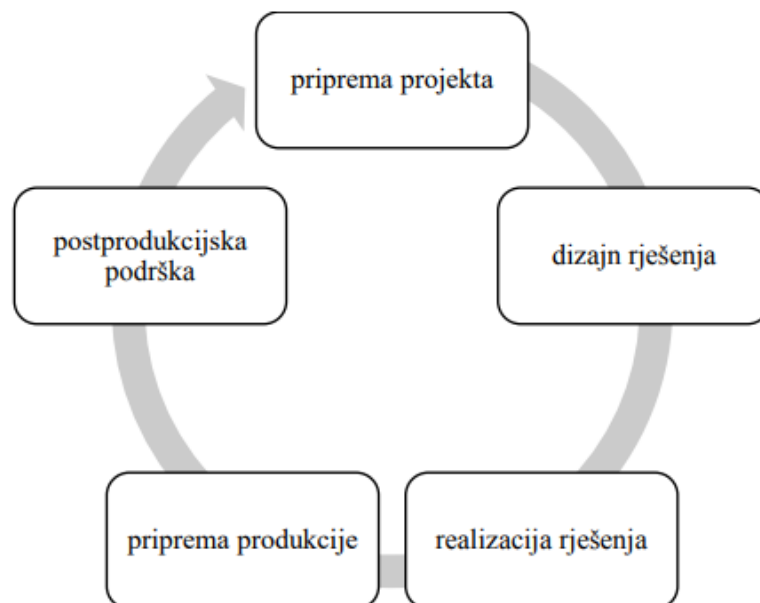 priprema projekta
dizajn rješenja
realizacija rješenja
priprema produkcije
postprodukcijska
podrška